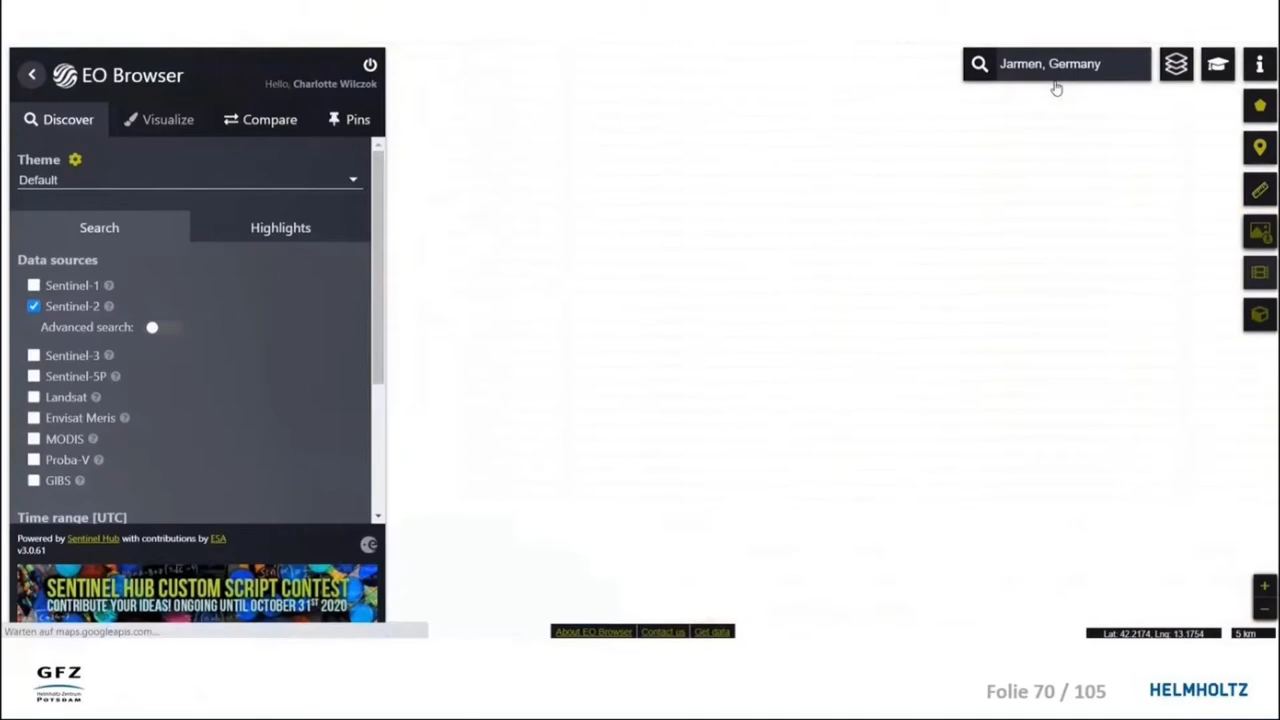 EO Browser
Hello, Charlotte Wilczok
Jarmen, Germany
Discover
Visualize
Compare
Pins
Theme
Default
Search
Highlights
Data sources
Sentinel-1
Sentinel-2
Advanced search:
Sentinel-3
Sentinel-5P
Landsat
Envisat Meris
MODIS
Proba-V
GIBS
Time range [UTC]
Powered by Sentinel Hub with contributions by ESA
v3.0.61
SENTINEL HUB CUSTOM SCRIPT CONTEST
CONTRIBUTE YOUR IDEAS! ONGOING UNTIL OCTOBER 31ST 2020
Warten auf maps.googleapis.com...
About EO Browser
Contact us
Get data
Lat: 42.2174, Lng: 13.1754
5 km
GFZ
Helmholtz-Zentrum
POTSDAM
Folie 70 / 105
HELMHOLTZ